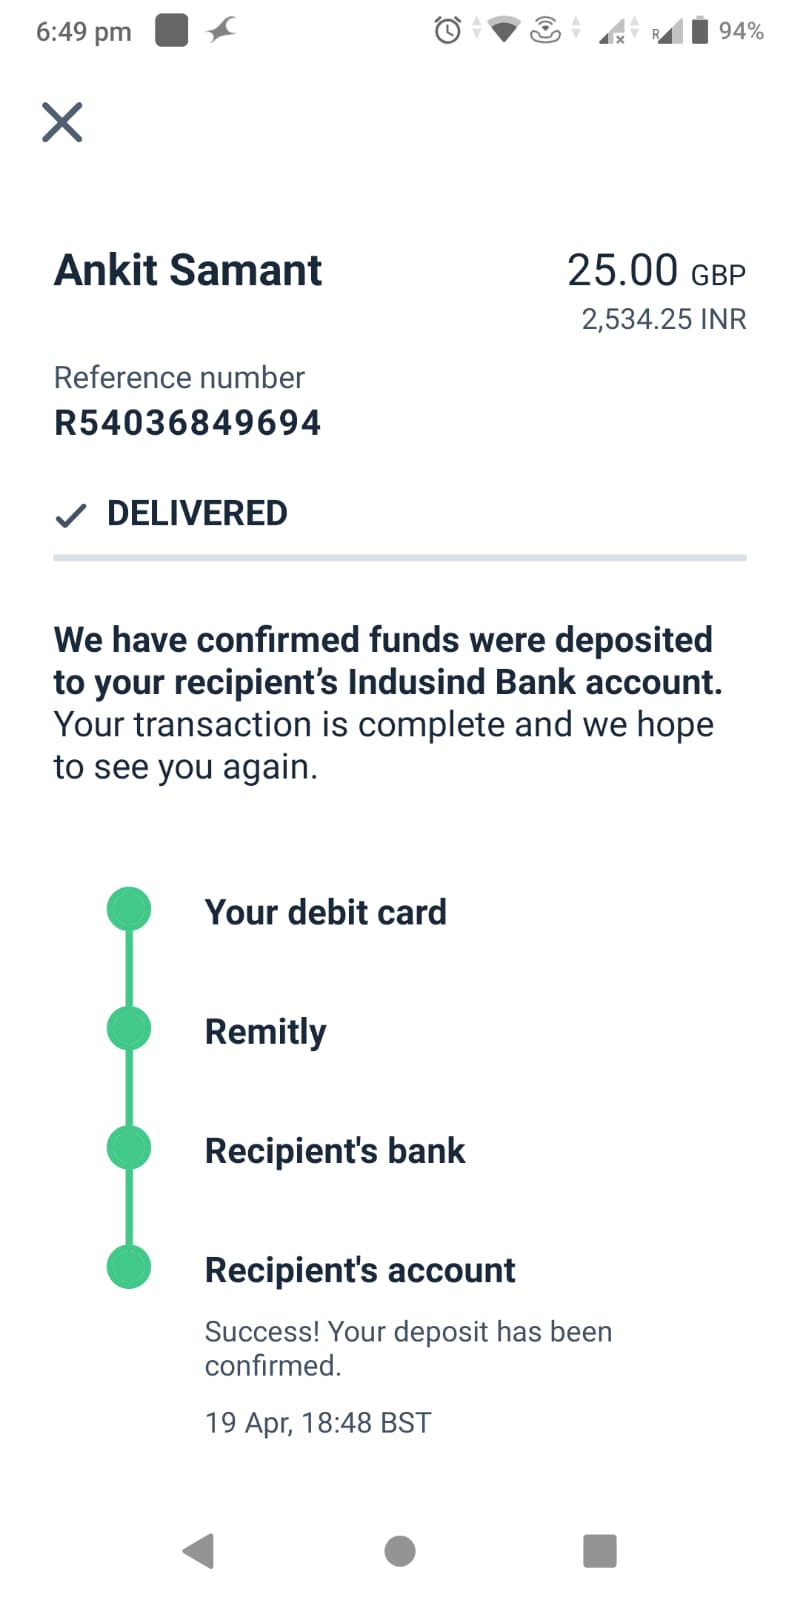 6:49 pm
R
94%
Ankit Samant
25.00 GBP
2,534.25 INR
Reference number
R54036849694
DELIVERED
We have confirmed funds were deposited
to your recipient’s Indusind Bank account.
Your transaction is complete and we hope
to see you again.
Your debit card
Remitly
Recipient's bank
Recipient's account
Success! Your deposit has been
confirmed.
19 Apr, 18:48 BST